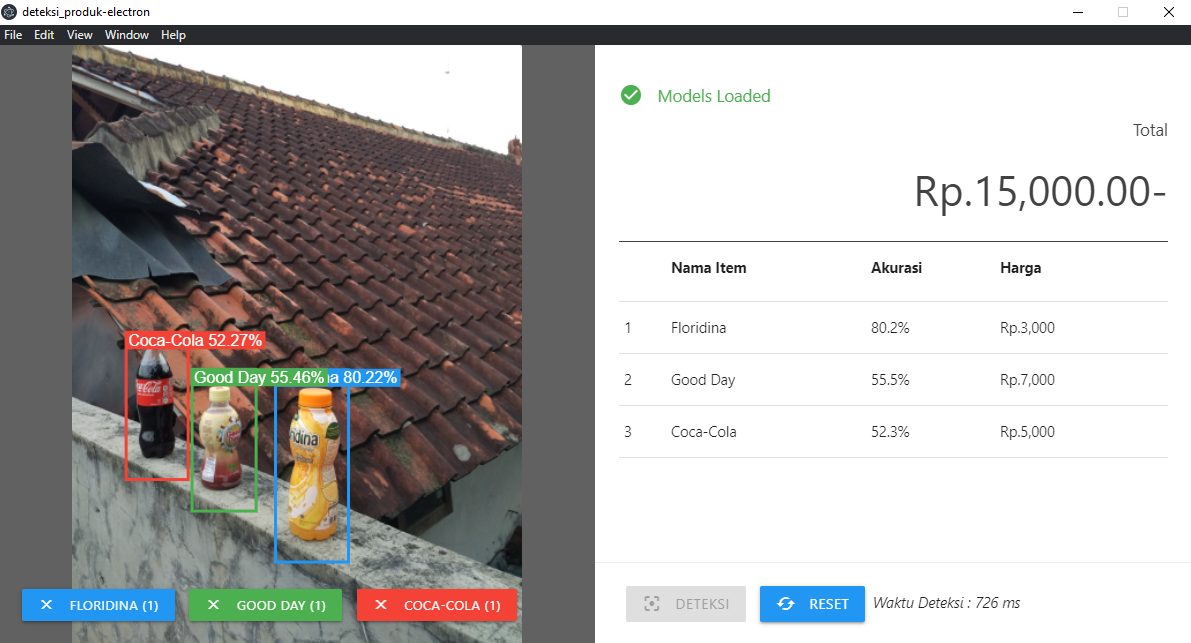 deteksi_produk-electron
File Edit View Window Help
Models Loaded
Total
Rp.15,000.00-
Nama Item Akurasi Harga
1 Floridina 80.2% Rp.3,000
2 Good Day 55.5% Rp.7,000
3 Coca-Cola 52.3% Rp.5,000
Coca-Cola 52.27%
Good Day 55.46% a 80.22%
Coca-Cola
ridina
FLORIDINA (1) GOOD DAY (1) COCA-COLA (1)
DETEKSI RESET Waktu Deteksi : 726 ms